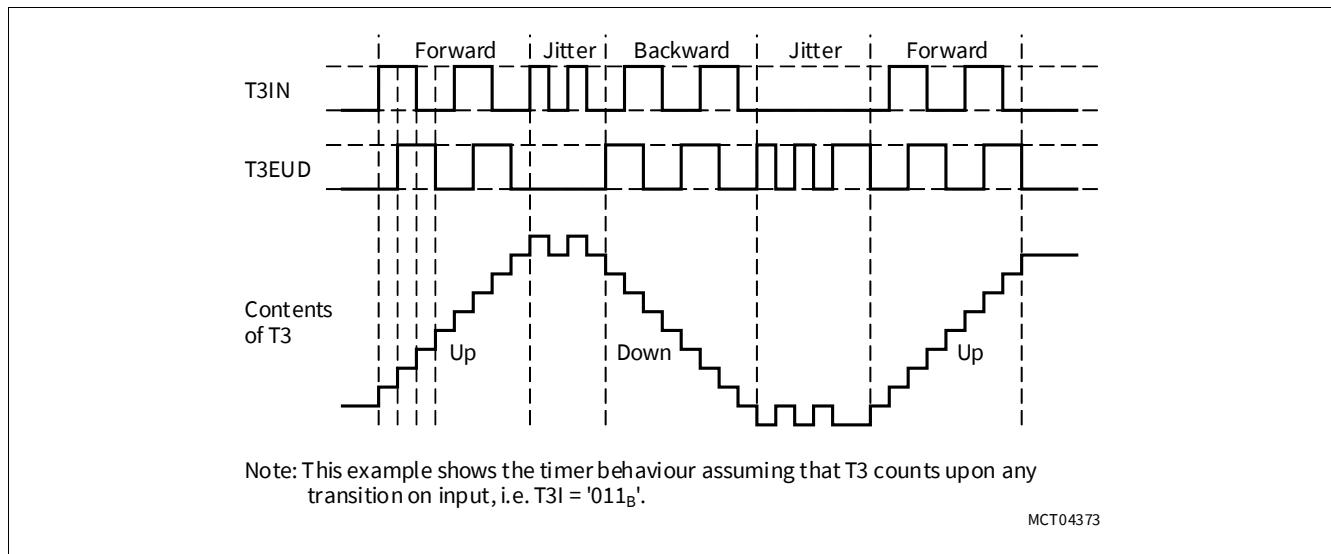 Forward Jitter Backward Jitter Forward
T3IN
T3EUD
Contents
of T3
Up Down Up
Note: This example shows the timer behaviour assuming that T3 counts upon any
transition on input, i.e. T3I = '011B'.
MCT04373